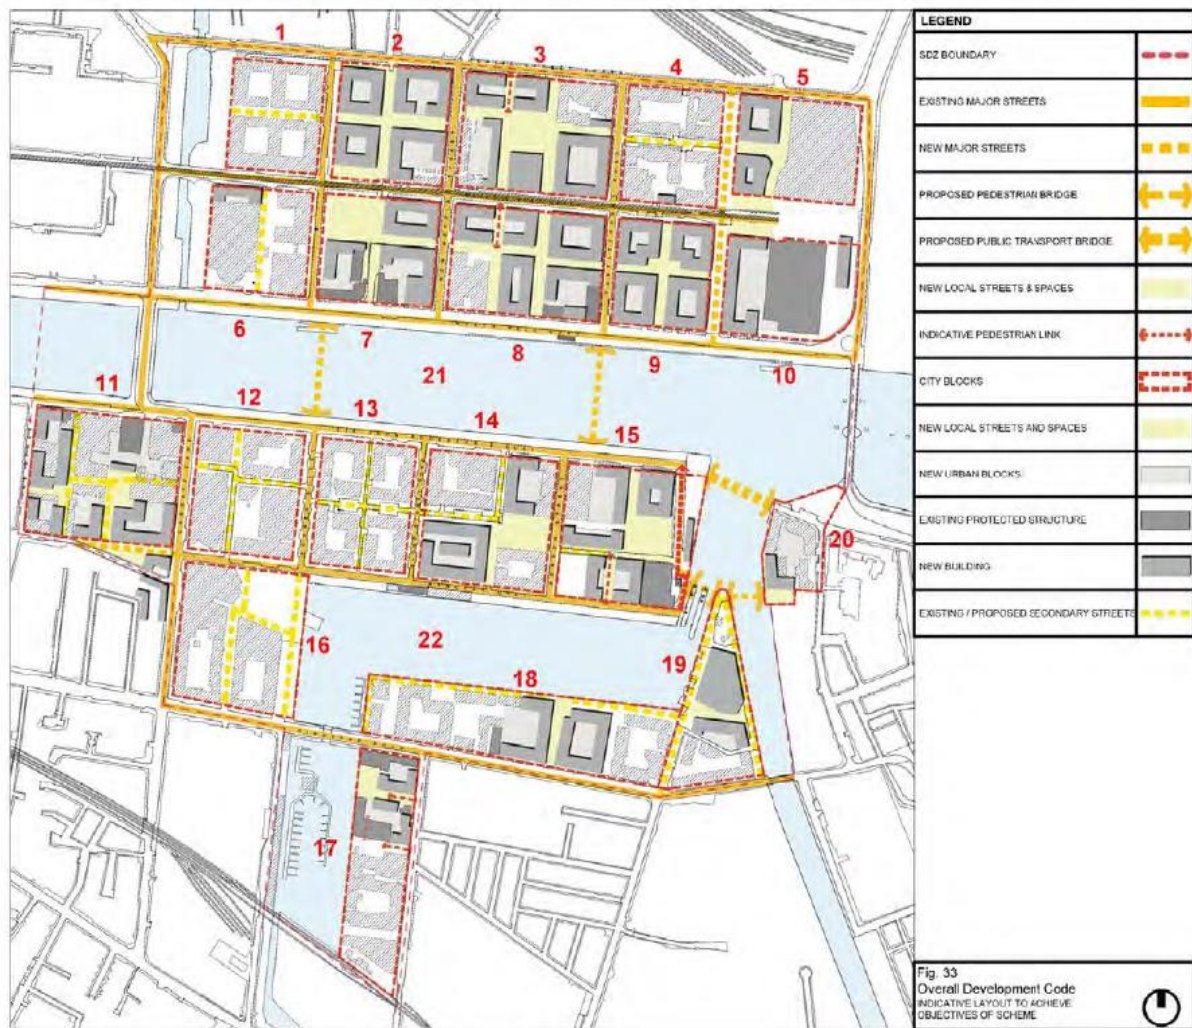 1
2
3
4
5
6
7
8
9
10
21
11
12
13
14
15
20
16
22
19
18
17
LEGEND
SDZ BOUNDARY
EXISTING MAJOR STREETS
NEW MAJOR STREETS
PROPOSED PEDESTRIAN BRIDGE
PROPOSED PUBLIC TRANSPORT BRIDGE
NEW LOCAL STREETS & SPACES
INDICATIVE PEDESTRIAN LINK
CITY BLOCKS
NEW LOCAL STREETS AND SPACES
NEW URBAN BLOCKS
EXISTING PROTECTED STRUCTURE
NEW BUILDING
EXISTING / PROPOSED SECONDARY STREETS
Fig. 33
Overall Development Code
INDICATIVE LAYOUT TO ACHIEVE
OBJECTIVES OF SCHEME